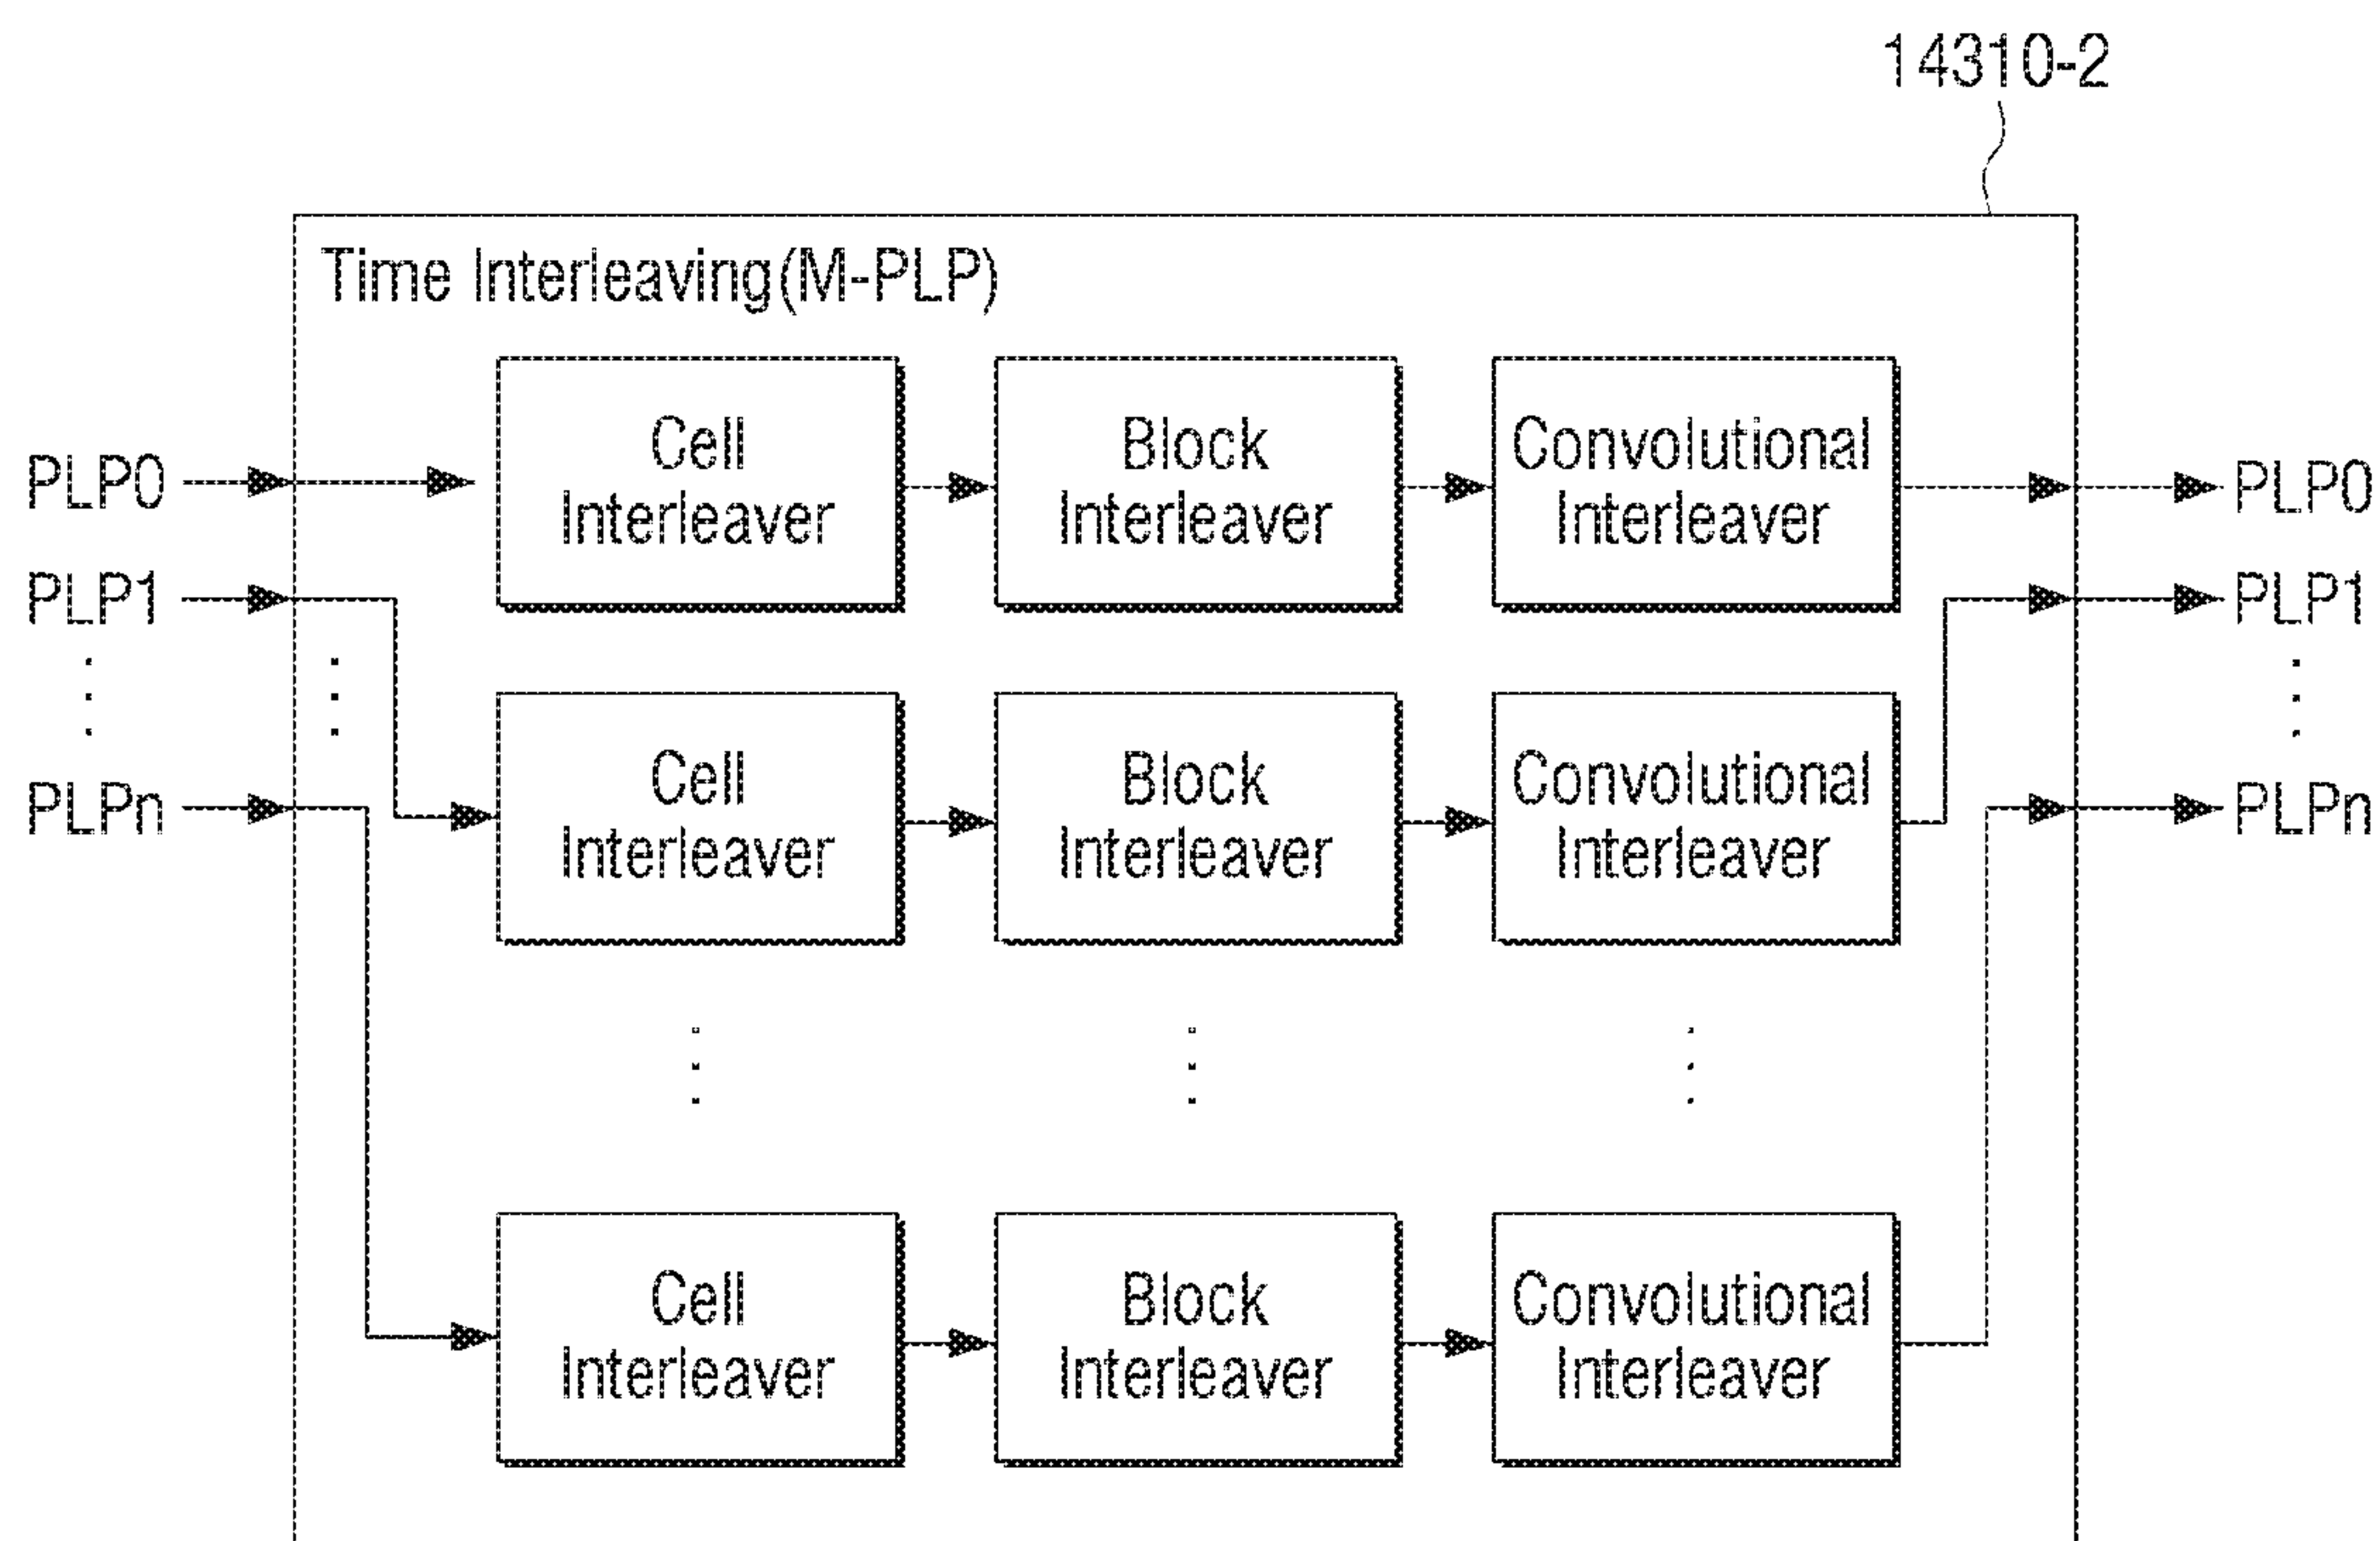 14310-2
Time Interleaving(M-PLP)
PLP0
Cell
Interleaver
Block
Interleaver
Convolutional
Interleaver
PLP0
PLP1
PLP1
PLPn
Cell
Interleaver
Block
Interleaver
Convolutional
Interleaver
PLPn
Cell
Interleaver
Block
Interleaver
Convolutional
Interleaver